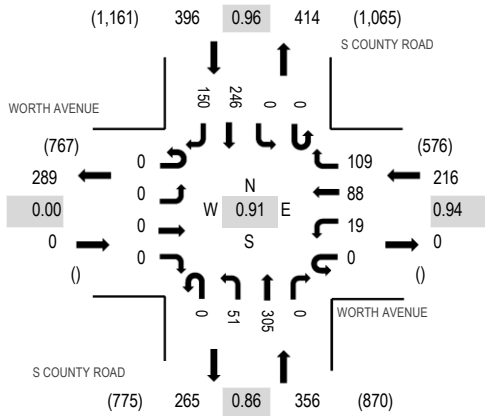 (1,161) 396 0.96 414 (1,065)
S COUNTY ROAD
150 246 0 0
WORTH AVENUE
(767) (576)
0 109
289 216
0 88
N
0.00 W 0.91 E 0.94
0 19
S
0 0
0 0
() ()
0 51 305 0
WORTH AVENUE
S COUNTY ROAD
(775) 265 0.86 356 (870)